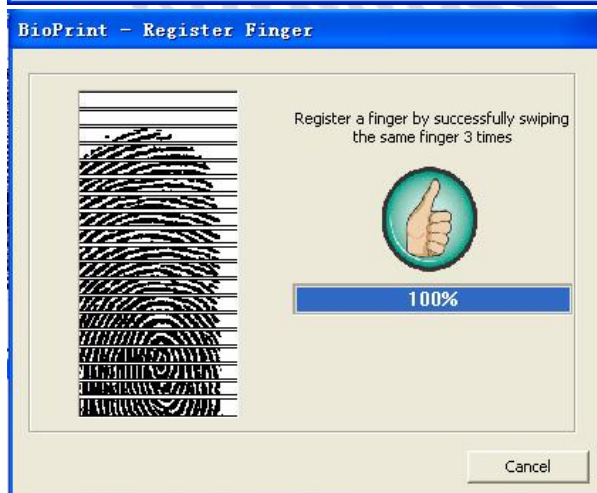 BioPrint - Register Finger
Register a finger by successfully swiping
the same finger 3 times
100%
Cancel